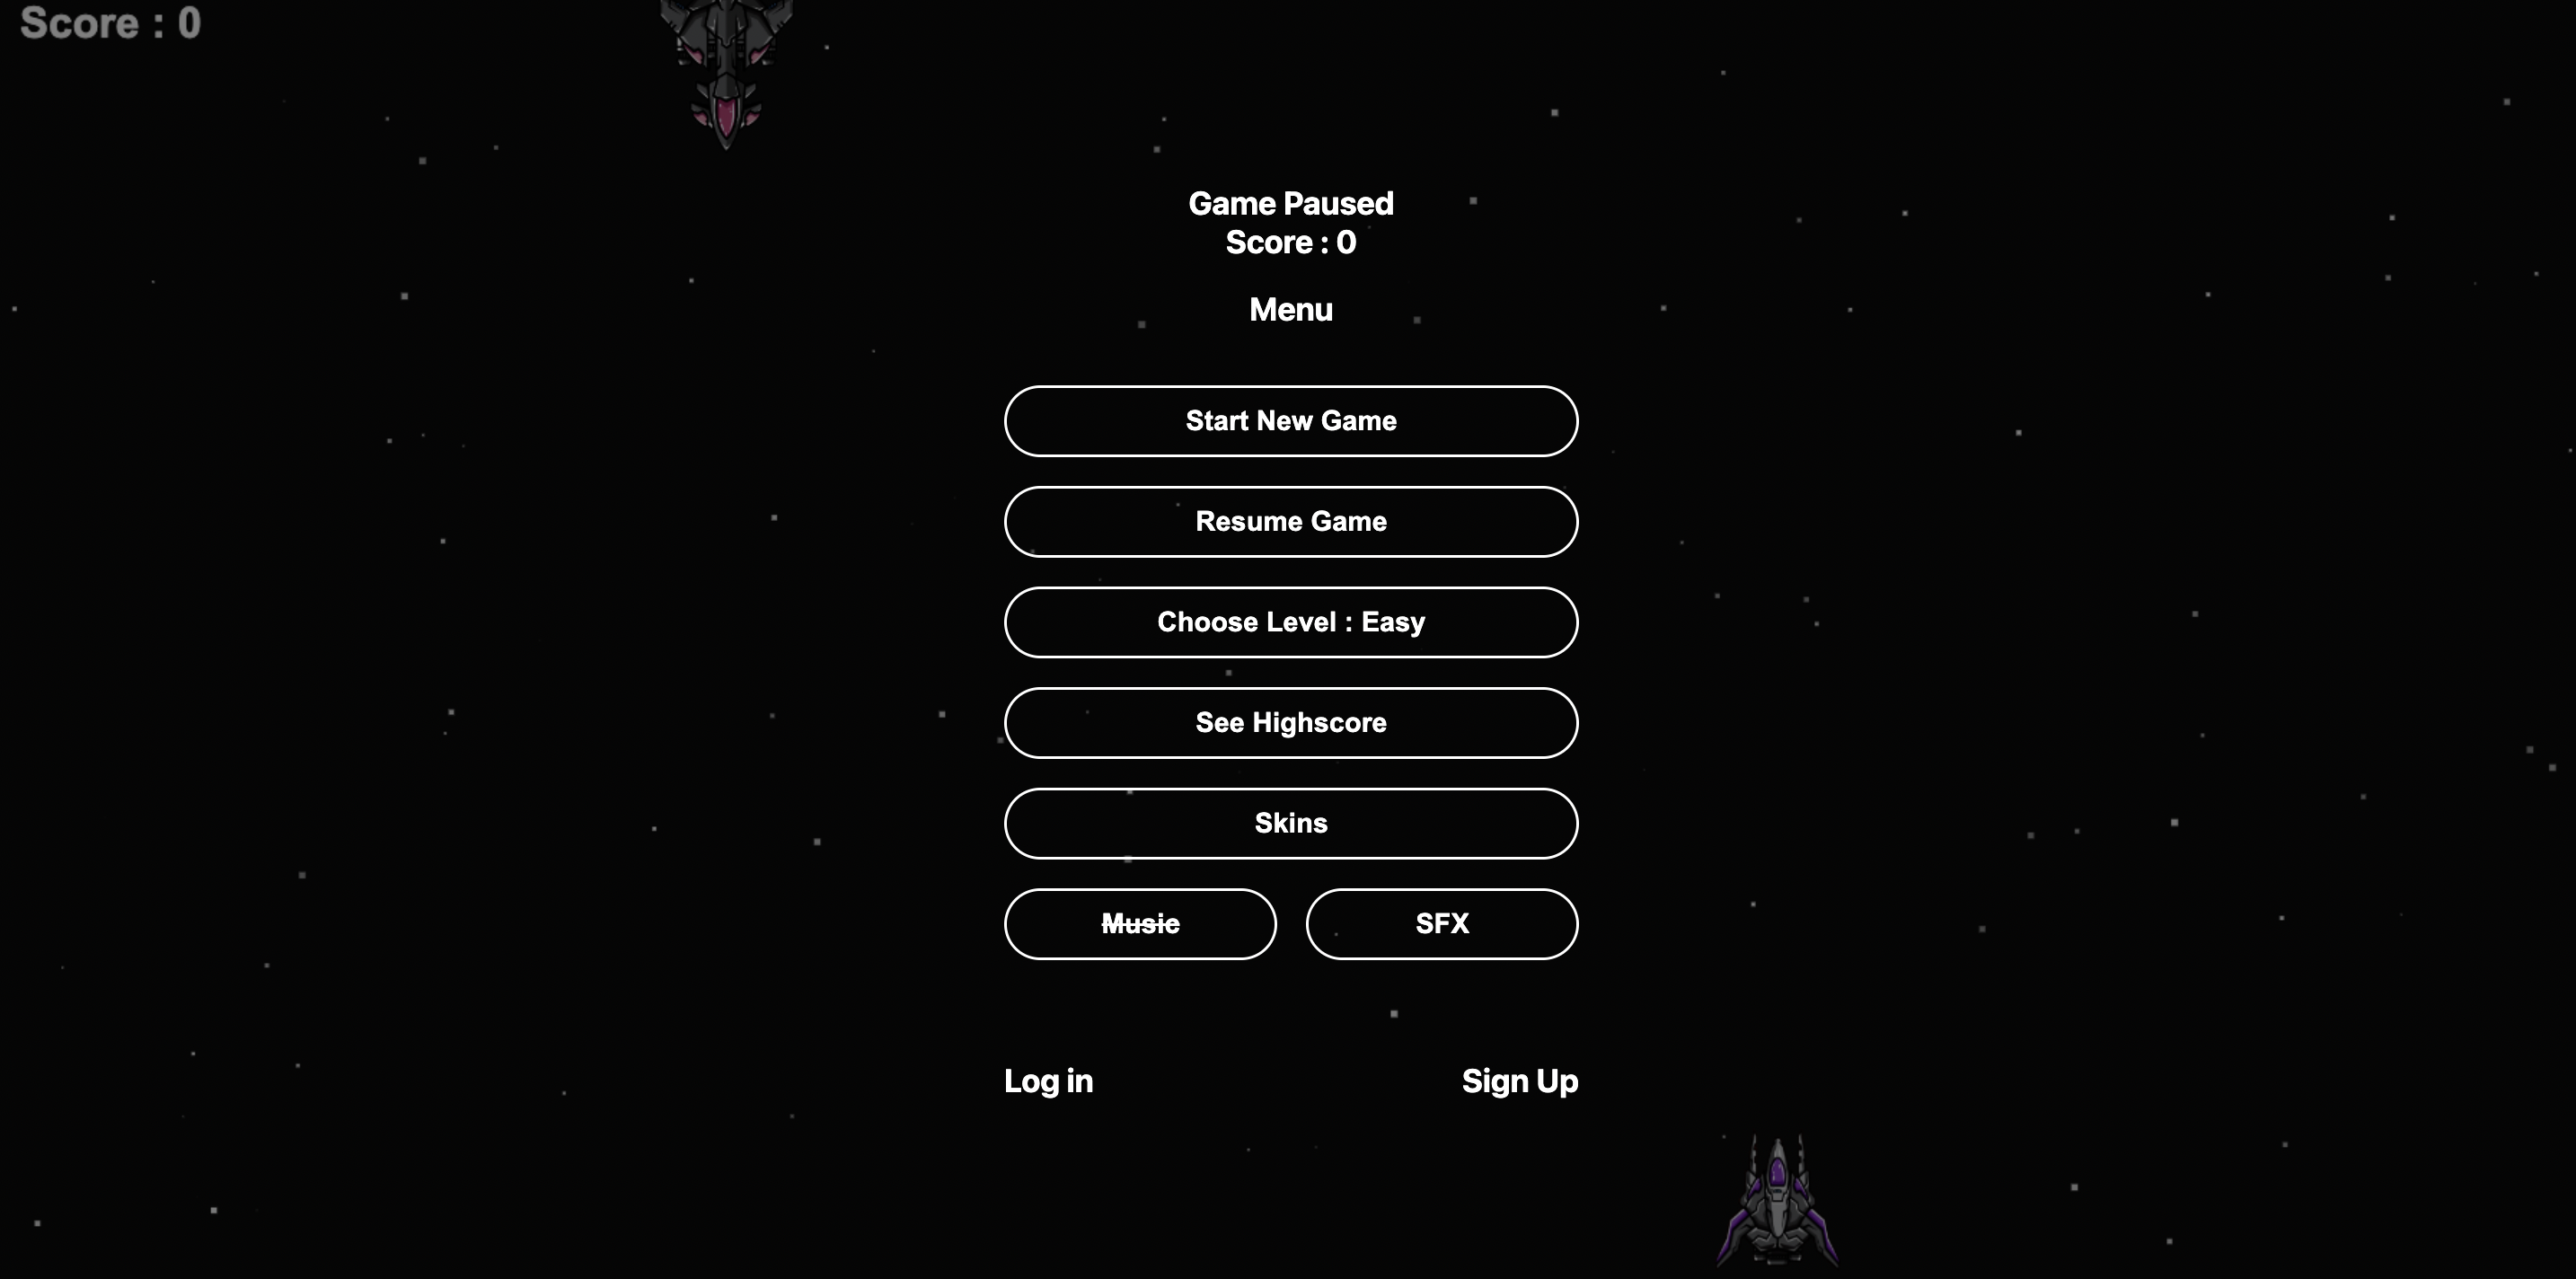 Score : 0
Game Paused
Score : 0
Menu
Start New Game
Resume Game
Choose Level : Easy
See Highscore
Skins
Music
SFX
Log in
Sign Up